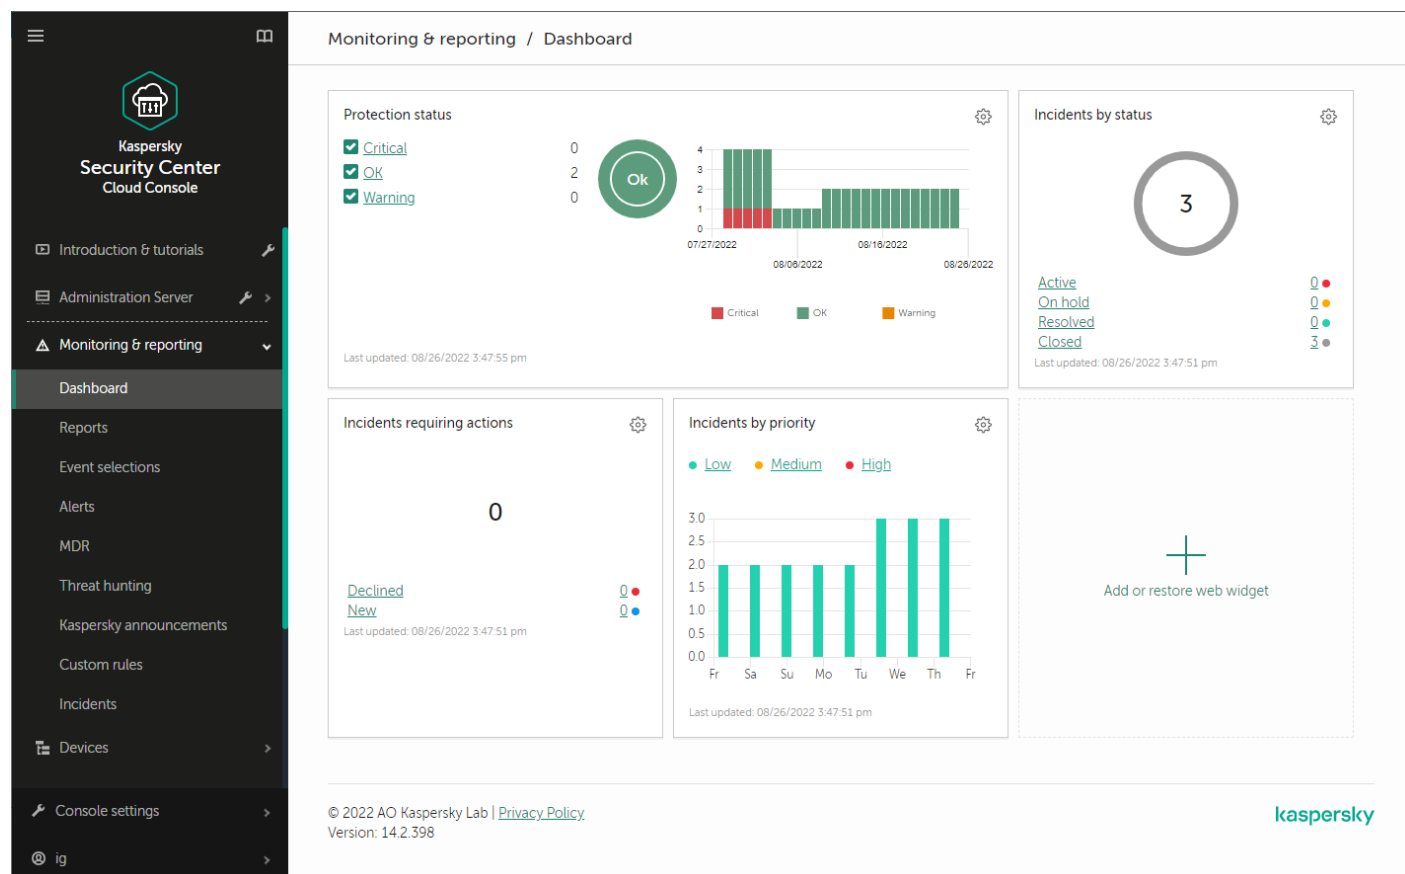 Monitoring & reporting / Dashboard
Kaspersky
Security Center
Cloud Console
Introduction & tutorials
Administration Server
Monitoring & reporting
Dashboard
Reports
Event selections
Alerts
MDR
Threat hunting
Kaspersky announcements
Custom rules
Incidents
Devices
Console settings
ig
Protection status
Critical 0
OK 2
Warning 0
Ok
4
3
2
1
0
07/27/2022 08/16/2022
08/06/2022 08/26/2022
Critical OK Warning
Last updated: 08/26/2022 3:47:55 pm
Incidents by status
3
Active 0
On hold 0
Resolved 0
Closed 3
Last updated: 08/26/2022 3:47:51 pm
Incidents requiring actions
0
Declined 0
New 0
Last updated: 08/26/2022 3:47:51 pm
Incidents by priority
Low Medium High
3.0
2.5
2.0
1.5
1.0
0.5
0.0
Fr Sa Su Mo Tu We Th Fr
Last updated: 08/26/2022 3:47:51 pm
Add or restore web widget
© 2022 AO Kaspersky Lab | Privacy Policy
Version: 14.2.398
kaspersky